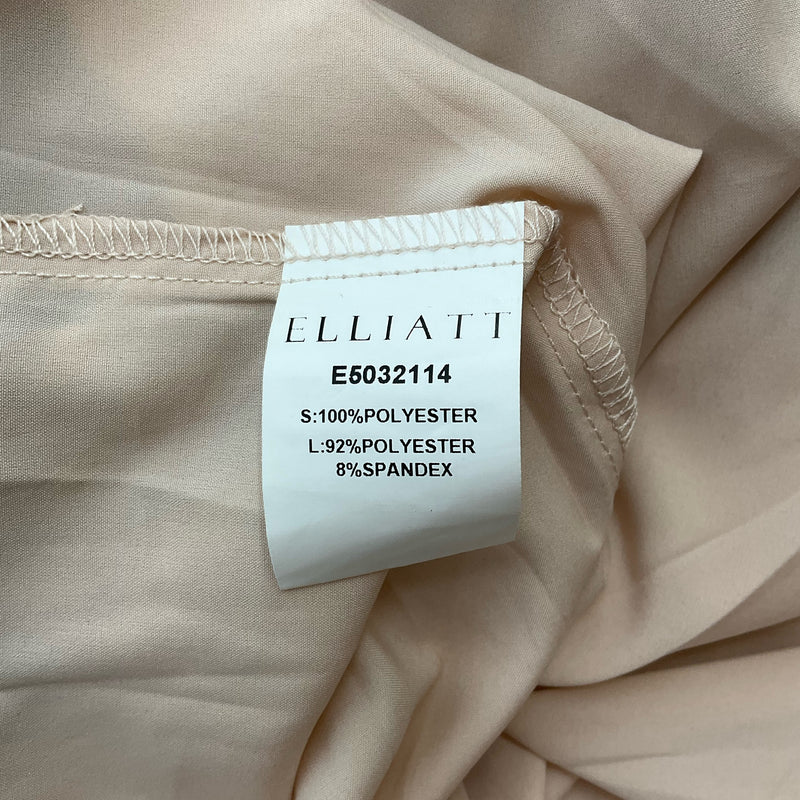 ELLIATT
E5032114
S:100%POLYESTER
L:92%POLYESTER
8%SPANDEX